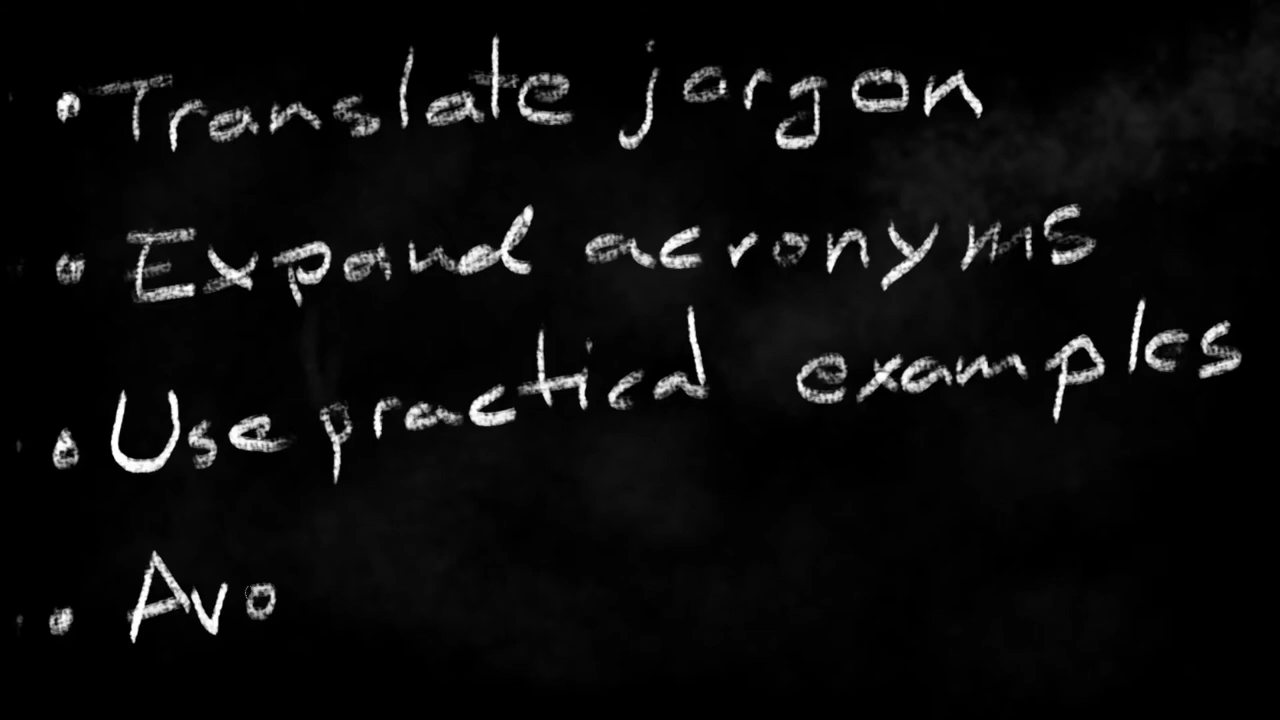 • Translate jargon
• Expand acronyms
• Use practical examples
• Avo